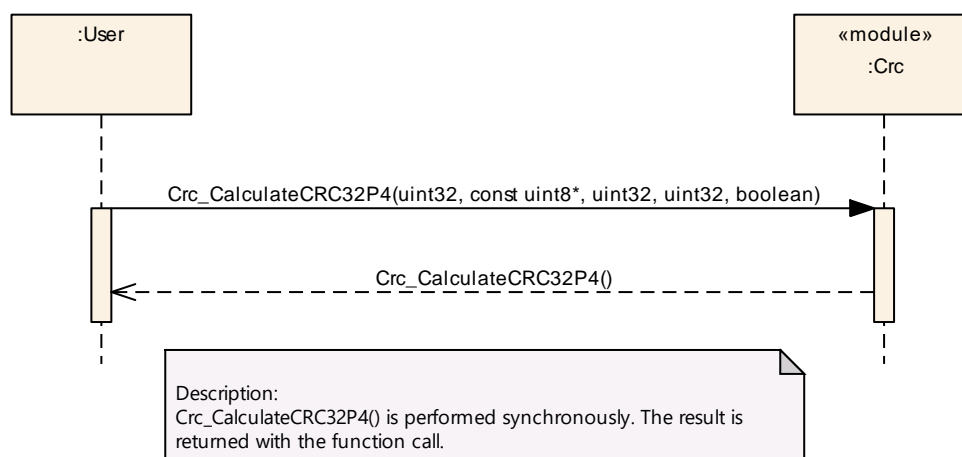 :User
«module»
:Crc
Crc_CalculateCRC32P4(uint32, const uint8*, uint32, uint32, boolean)
Crc_CalculateCRC32P4()
Description:
Crc_CalculateCRC32P4() is performed synchronously. The result is
returned with the function call.